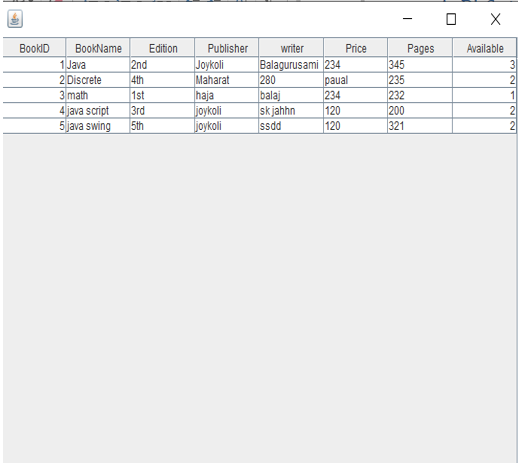 BookID BookName Edition Publisher writer Price Pages Available
1 Java 2nd Joykoli Balagurusami 234 345 3
2 Discrete 4th Maharat 280 paual 235 2
3 math 1st haja balaj 234 232 1
4 java script 3rd joykoli sk jahhn 120 200 2
5 java swing 5th joykoli ssdd 120 321 2